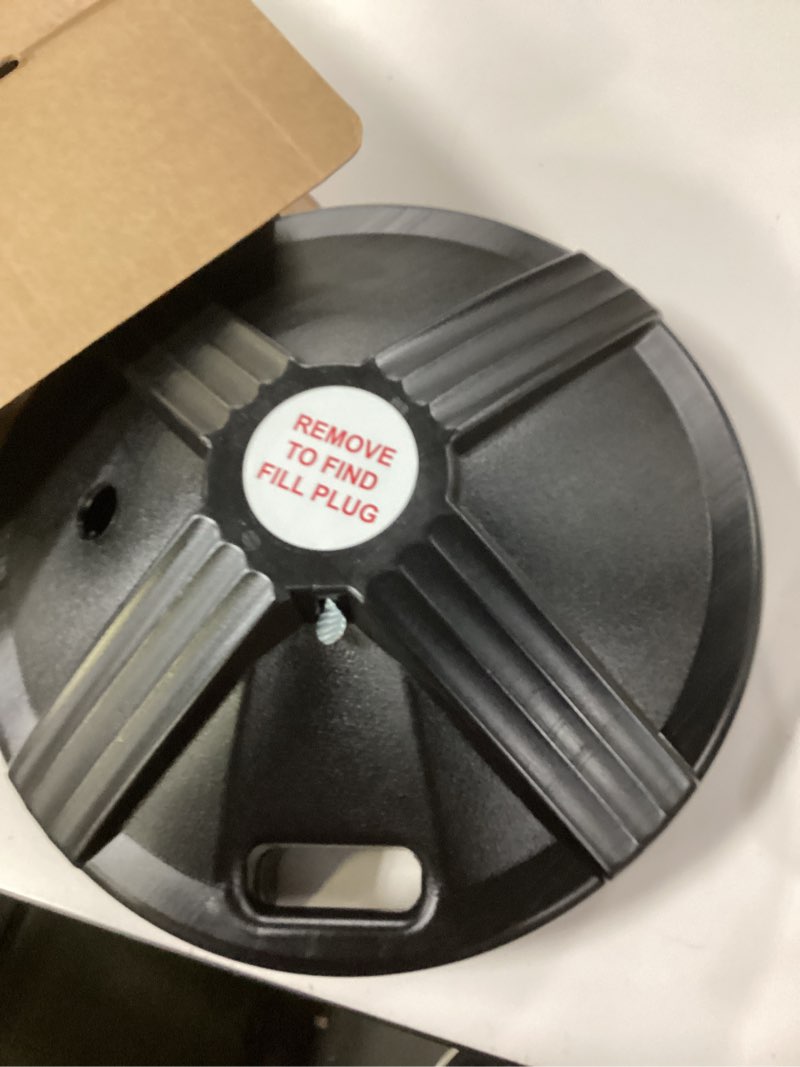 REMOVE
TO FIND
FILL PLUG